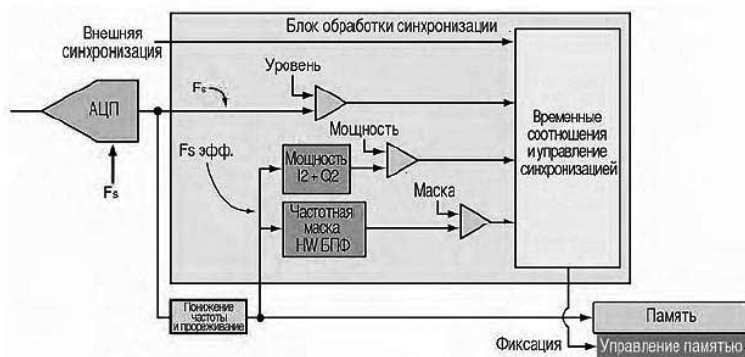 Блок обработки синхронизации
Внешняя
синхронизация
Уровень
Fs
АЦП
Fs
Временные
соотношения
и управление
синхронизацией
Мощность
Fs эфф.
Мощность
I2 + Q2
Маска
Частотная
маска
HW БПФ
Понижение
частоты
и прореживание
Память
Фиксация
Управление памятью